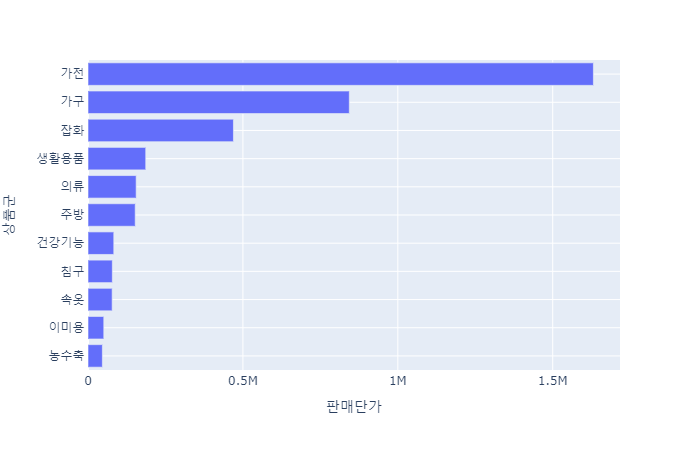 가전
가구
잡화
생활용품
의류
주방
건강기능
침구
속옷
이미용
농수축
상품군
0
0.5M
1M
1.5M
판매단가